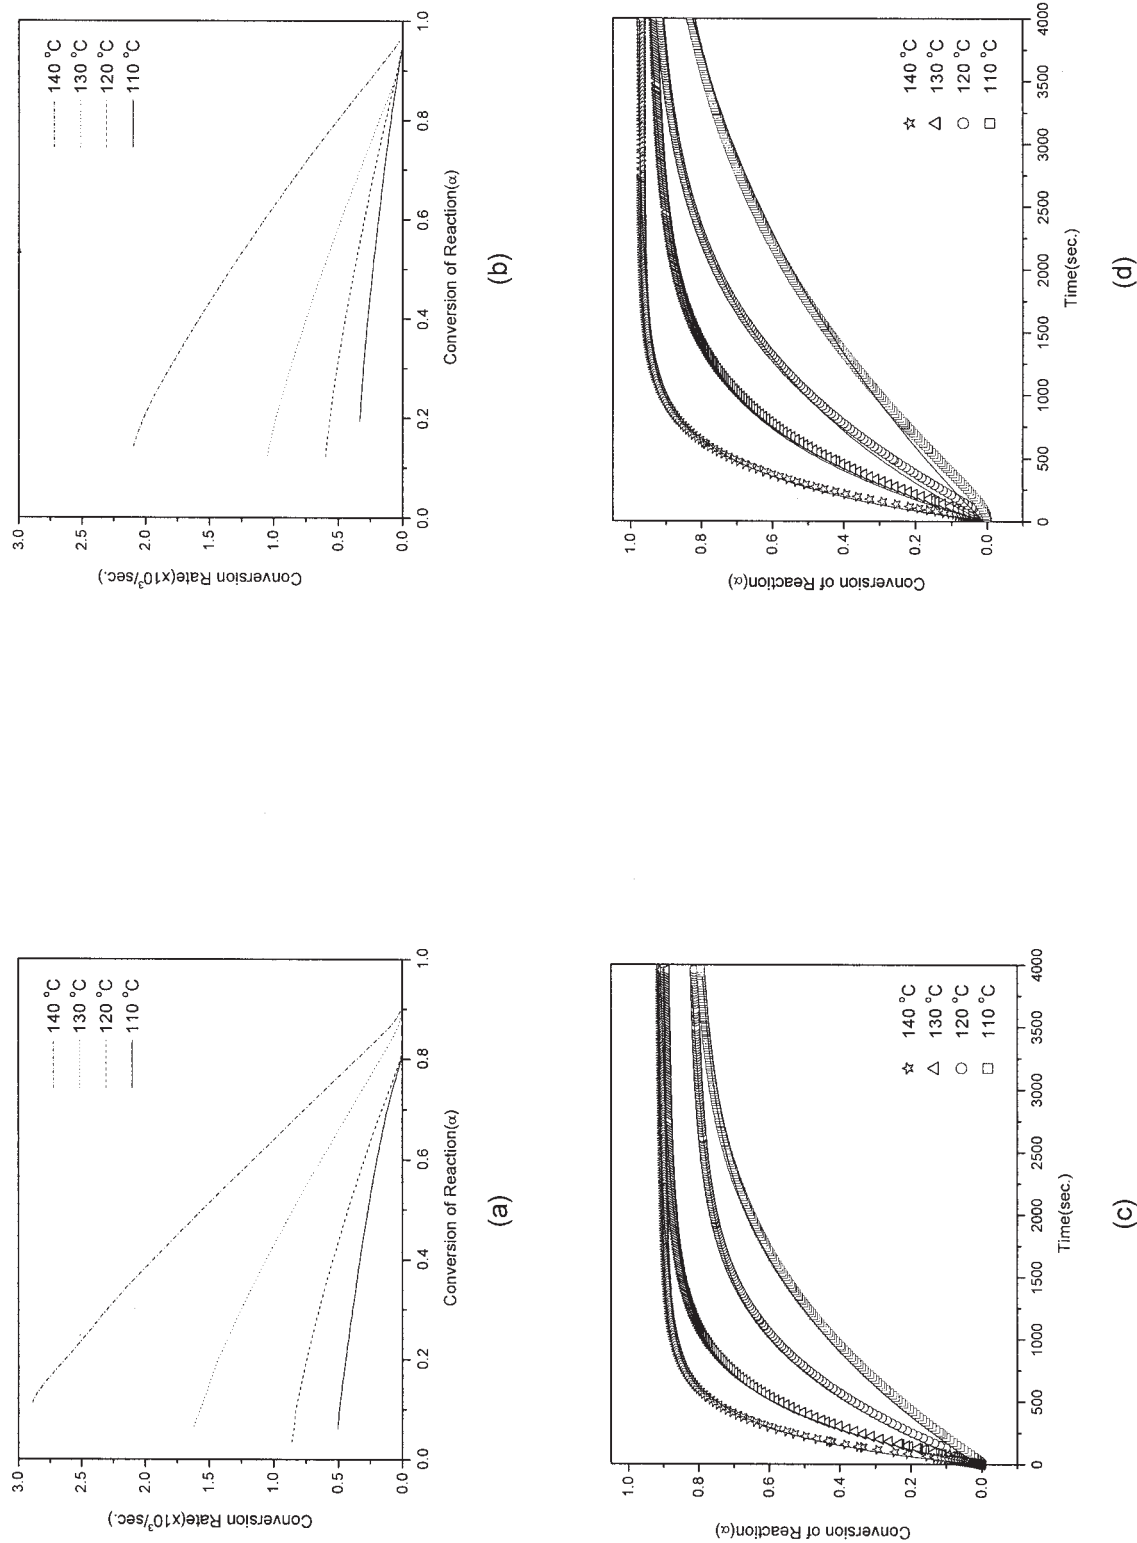 3.0
2.5
2.0
1.5
1.0
0.5
0.0
Conversion Rate(x10³/sec.)
140 °C
130 °C
120 °C
110 °C
0.0
0.2
0.4
0.6
0.8
1.0
Conversion of Reaction(α)
(a)
3.0
2.5
2.0
1.5
1.0
0.5
0.0
Conversion Rate(x10³/sec.)
140 °C
130 °C
120 °C
110 °C
0.0
0.2
0.4
0.6
0.8
1.0
Conversion of Reaction(α)
(b)
1.0
0.8
0.6
0.4
0.2
0.0
Conversion of Reaction(α)
140 °C
130 °C
120 °C
110 °C
0
500
1000
1500
2000
2500
3000
3500
4000
Time(sec.)
(c)
1.0
0.8
0.6
0.4
0.2
0.0
Conversion of Reaction(α)
140 °C
130 °C
120 °C
110 °C
0
500
1000
1500
2000
2500
3000
3500
4000
Time(sec.)
(d)